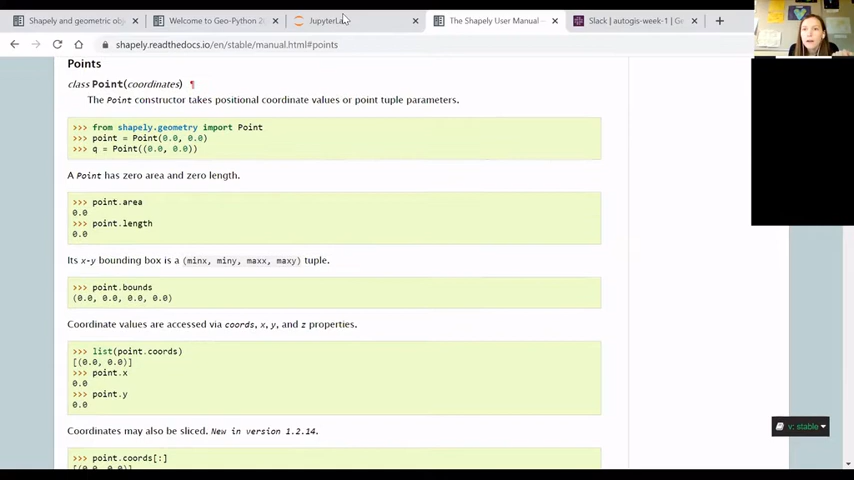 Shapely and geometric obj
Welcome to Geo-Python 20
JupyterLab
The Shapely User Manual —
Slack | autogis-week-1 | Ge
shapely.readthedocs.io/en/stable/manual.html#points
Points
class Point(coordinates) ¶
The Point constructor takes positional coordinate values or point tuple parameters.
>>> from shapely.geometry import Point
>>> point = Point(0.0, 0.0)
>>> q = Point((0.0, 0.0))
A Point has zero area and zero length.
>>> point.area
0.0
>>> point.length
0.0
Its x-y bounding box is a (minx, miny, maxx, maxy) tuple.
>>> point.bounds
(0.0, 0.0, 0.0, 0.0)
Coordinate values are accessed via coords, x, y, and z properties.
>>> list(point.coords)
[(0.0, 0.0)]
>>> point.x
0.0
>>> point.y
0.0
Coordinates may also be sliced. New in version 1.2.14.
>>> point.coords[:]
[(0.0, 0.0)]
v: stable